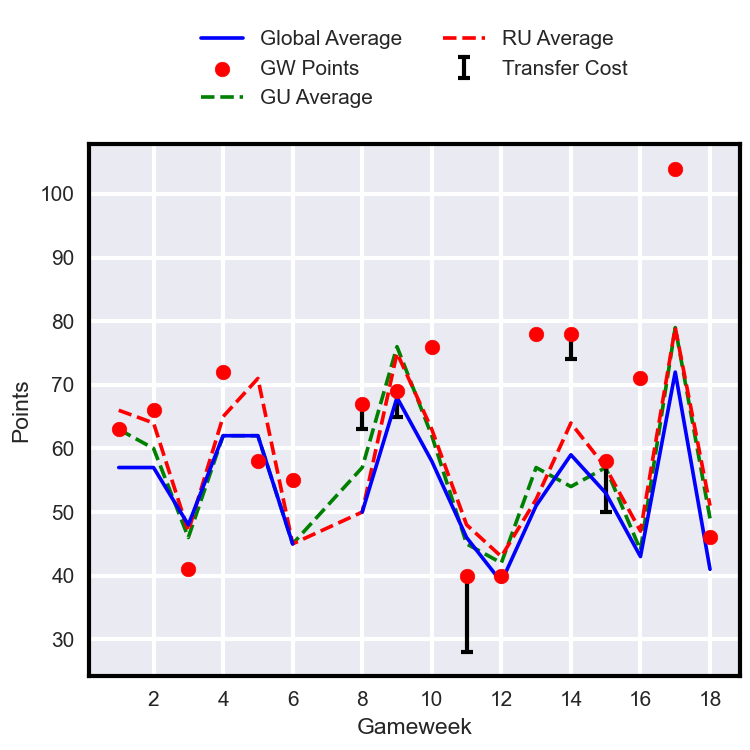 Global Average
GW Points
GU Average
RU Average
Transfer Cost
100
90
80
70
60
50
40
30
Points
2 4 6 8 10 12 14 16 18
Gameweek